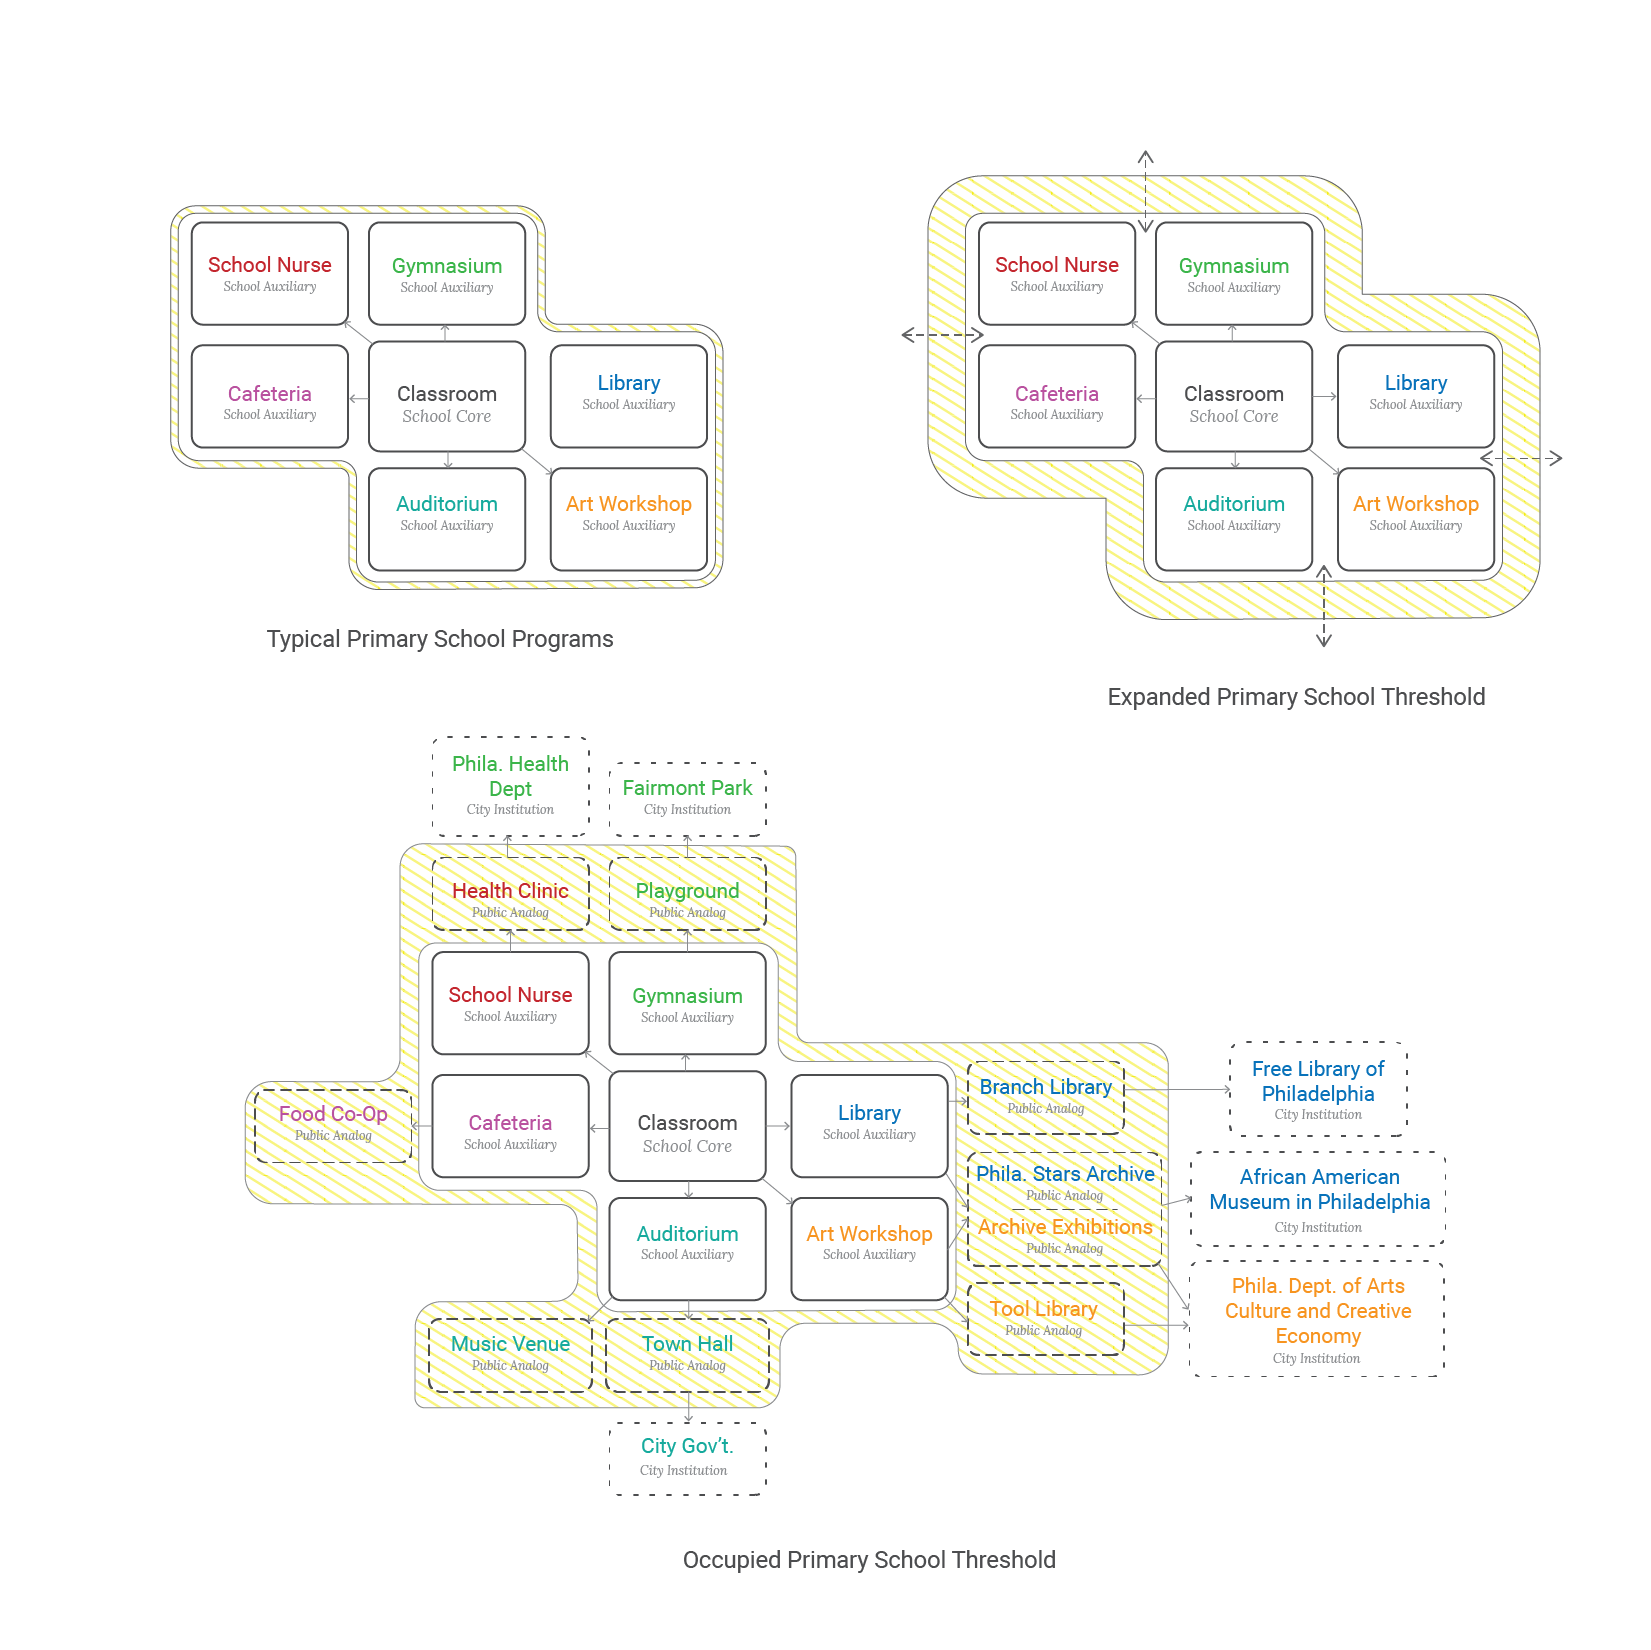 School Nurse
School Auxiliary
Gymnasium
School Auxiliary
Cafeteria
School Auxiliary
Classroom
School Core
Library
School Auxiliary
Auditorium
School Auxiliary
Art Workshop
School Auxiliary
Typical Primary School Programs
School Nurse
School Auxiliary
Gymnasium
School Auxiliary
Cafeteria
School Auxiliary
Classroom
School Core
Library
School Auxiliary
Auditorium
School Auxiliary
Art Workshop
School Auxiliary
Expanded Primary School Threshold
Phila. Health
Dept
City Institution
Fairmont Park
City Institution
Health Clinic
Public Analog
Playground
Public Analog
School Nurse
School Auxiliary
Gymnasium
School Auxiliary
Food Co-Op
Public Analog
Cafeteria
School Auxiliary
Classroom
School Core
Library
School Auxiliary
Branch Library
Public Analog
Free Library of
Philadelphia
City Institution
Phila. Stars Archive
Public Analog
Archive Exhibitions
Public Analog
African American
Museum in Philadelphia
City Institution
Auditorium
School Auxiliary
Art Workshop
School Auxiliary
Tool Library
Public Analog
Phila. Dept. of Arts
Culture and Creative
Economy
City Institution
Music Venue
Public Analog
Town Hall
Public Analog
City Gov’t.
City Institution
Occupied Primary School Threshold